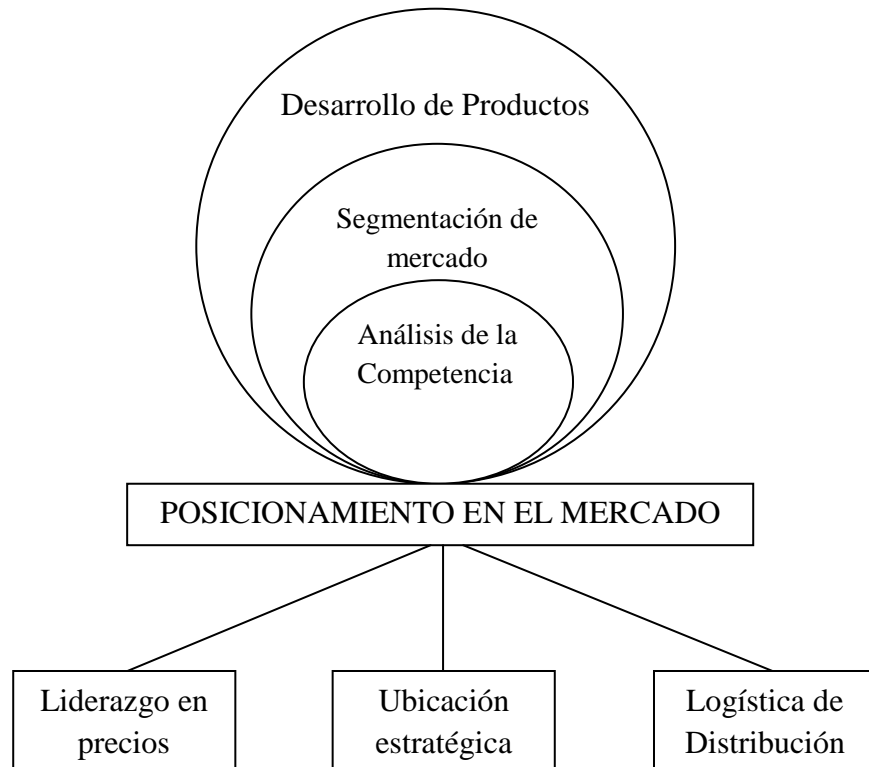 Desarrollo de Productos
Segmentación de
mercado
Análisis de la
Competencia
POSICIONAMIENTO EN EL MERCADO
Liderazgo en
precios
Ubicación
estratégica
Logística de
Distribución